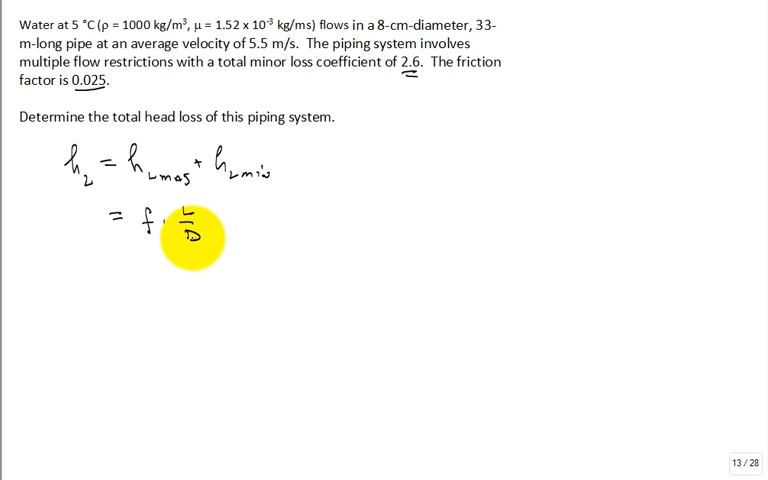 Water at 5 °C (ρ = 1000 kg/m³, μ = 1.52 x 10⁻³ kg/ms) flows in a 8-cm-diameter, 33-
m-long pipe at an average velocity of 5.5 m/s.  The piping system involves
multiple flow restrictions with a total minor loss coefficient of 2.6.  The friction
factor is 0.025.
Determine the total head loss of this piping system.
h_L = h_L maj + h_L min
= f · L/D
13 / 28